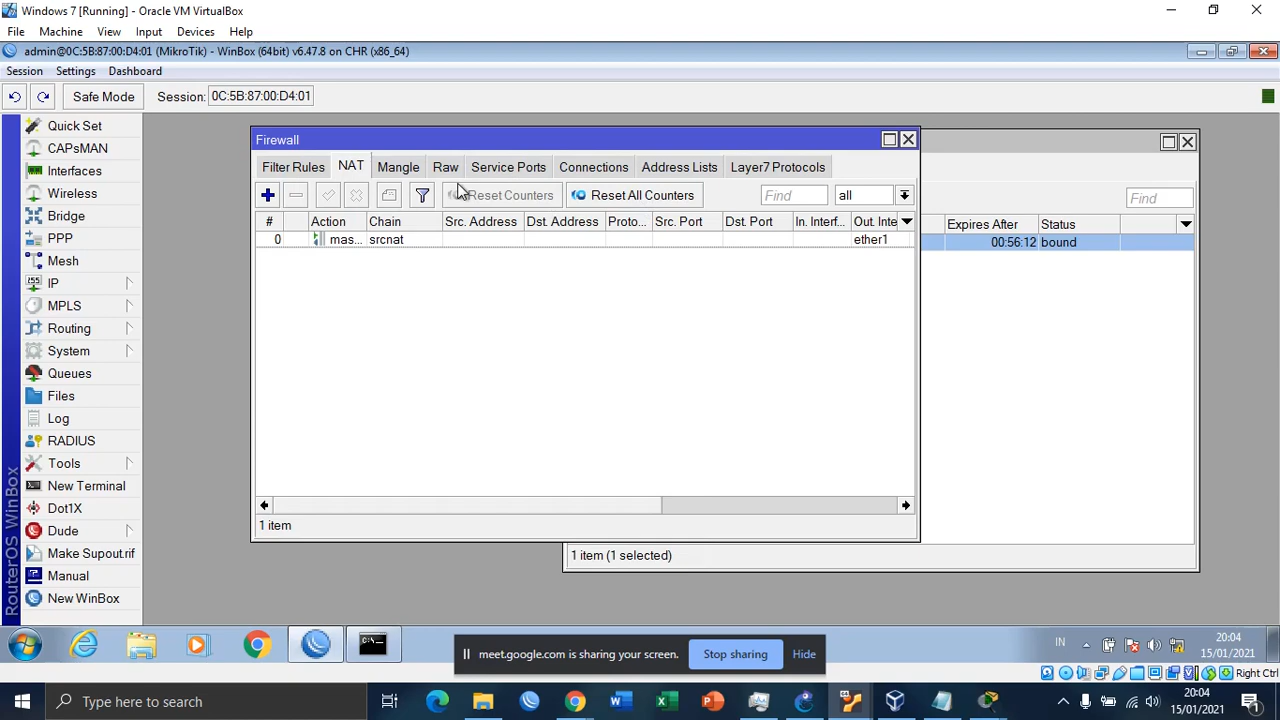 Windows 7 [Running] - Oracle VM VirtualBox
File Machine View Input Devices Help
admin@0C:5B:87:00:D4:01 (MikroTik) - WinBox (64bit) v6.47.8 on CHR (x86_64)
Session Settings Dashboard
Safe Mode Session: 0C:5B:87:00:D4:01
RouterOS WinBox
Quick Set
CAPsMAN
Interfaces
Wireless
Bridge
PPP
Mesh
IP
MPLS
Routing
System
Queues
Files
Log
RADIUS
Tools
New Terminal
Dot1X
Dude
Make Supout.rif
Manual
New WinBox
Firewall
Filter Rules NAT Mangle Raw Service Ports Connections Address Lists Layer7 Protocols
Reset Counters Reset All Counters Find all
# Action Chain Src. Address Dst. Address Proto... Src. Port Dst. Port In. Interf... Out. Inte
0 mas... srcnat ether1
1 item
Find
Expires After Status
00:56:12 bound
1 item (1 selected)
IN 20:04
15/01/2021
meet.google.com is sharing your screen. Stop sharing Hide
Right Ctrl
Type here to search
20:04
15/01/2021
1